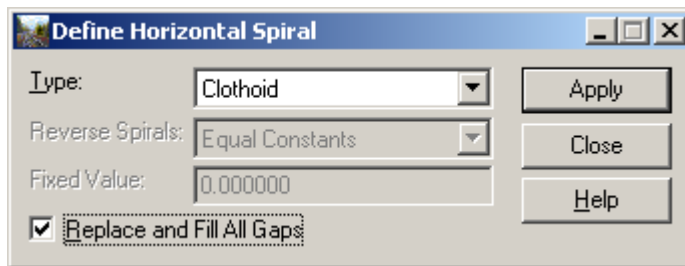 Define Horizontal Spiral
Type: Clothoid Apply
Reverse Spirals: Equal Constants Close
Fixed Value: 0.000000 Help
Replace and Fill All Gaps